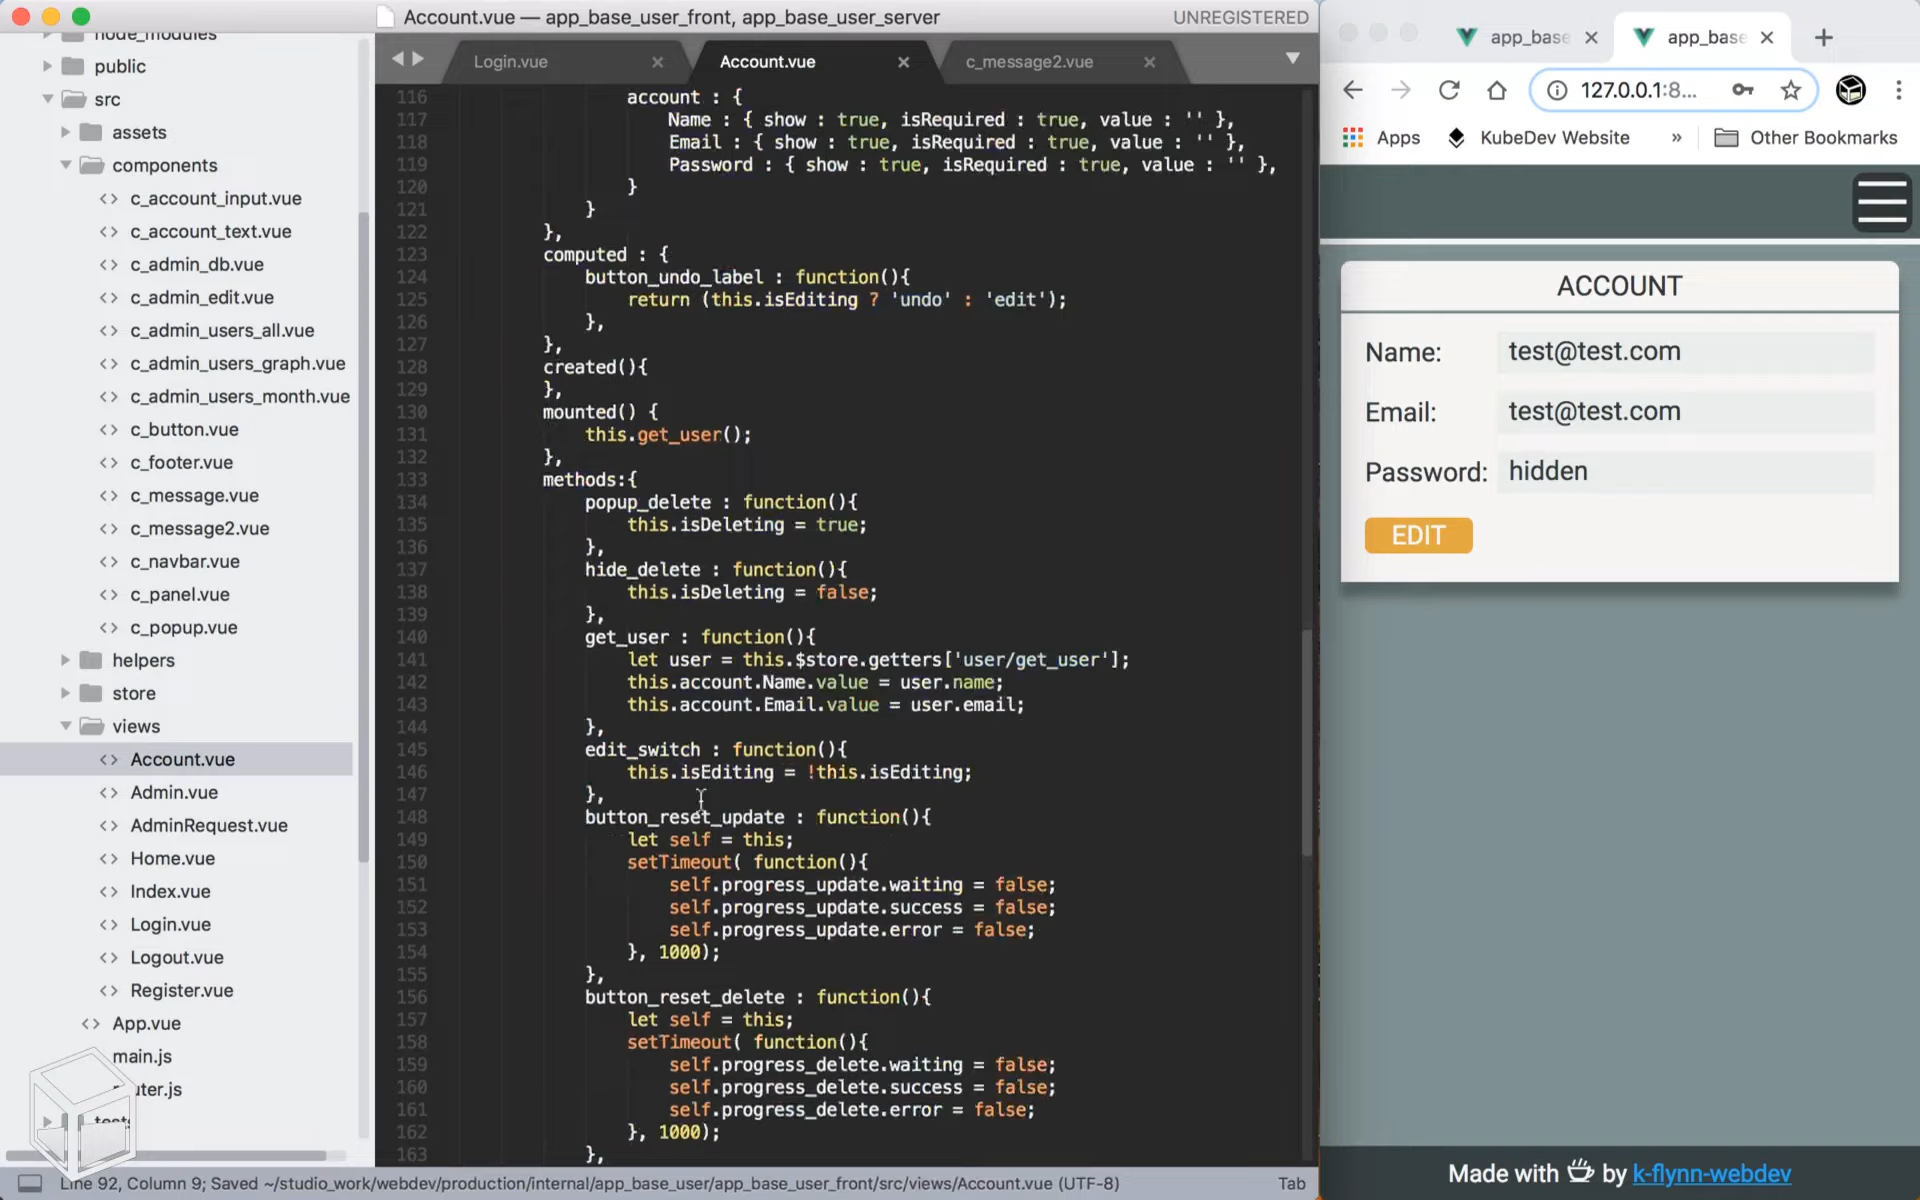 Account.vue — app_base_user_front, app_base_user_server
UNREGISTERED
node_modules
public
src
assets
components
<> c_account_input.vue
<> c_account_text.vue
<> c_admin_db.vue
<> c_admin_edit.vue
<> c_admin_users_all.vue
<> c_admin_users_graph.vue
<> c_admin_users_month.vue
<> c_button.vue
<> c_footer.vue
<> c_message.vue
<> c_message2.vue
<> c_navbar.vue
<> c_panel.vue
<> c_popup.vue
helpers
store
views
<> Account.vue
<> Admin.vue
<> AdminRequest.vue
<> Home.vue
<> Index.vue
<> Login.vue
<> Logout.vue
<> Register.vue
<> App.vue
main.js
uter.js
tests
Login.vue
Account.vue
c_message2.vue
116 account : {
117 Name : { show : true, isRequired : true, value : '' },
118 Email : { show : true, isRequired : true, value : '' },
119 Password : { show : true, isRequired : true, value : '' },
120 }
121 }
122 },
123 computed : {
124 button_undo_label : function(){
125 return (this.isEditing ? 'undo' : 'edit');
126 },
127 },
128 created(){
129 },
130 mounted() {
131 this.get_user();
132 },
133 methods:{
134 popup_delete : function(){
135 this.isDeleting = true;
136 },
137 hide_delete : function(){
138 this.isDeleting = false;
139 },
140 get_user : function(){
141 let user = this.$store.getters['user/get_user'];
142 this.account.Name.value = user.name;
143 this.account.Email.value = user.email;
144 },
145 edit_switch : function(){
146 this.isEditing = !this.isEditing;
147 },
148 button_reset_update : function(){
149 let self = this;
150 setTimeout( function(){
151 self.progress_update.waiting = false;
152 self.progress_update.success = false;
153 self.progress_update.error = false;
154 }, 1000);
155 },
156 button_reset_delete : function(){
157 let self = this;
158 setTimeout( function(){
159 self.progress_delete.waiting = false;
160 self.progress_delete.success = false;
161 self.progress_delete.error = false;
162 }, 1000);
163 },
Line 92, Column 9; Saved ~/studio_work/webdev/production/internal/app_base_user/app_base_user_front/src/views/Account.vue (UTF-8)
Tab
app_base
app_base
127.0.0.1:8...
Apps
KubeDev Website
»
Other Bookmarks
ACCOUNT
Name: test@test.com
Email: test@test.com
Password: hidden
EDIT
Made with by k-flynn-webdev